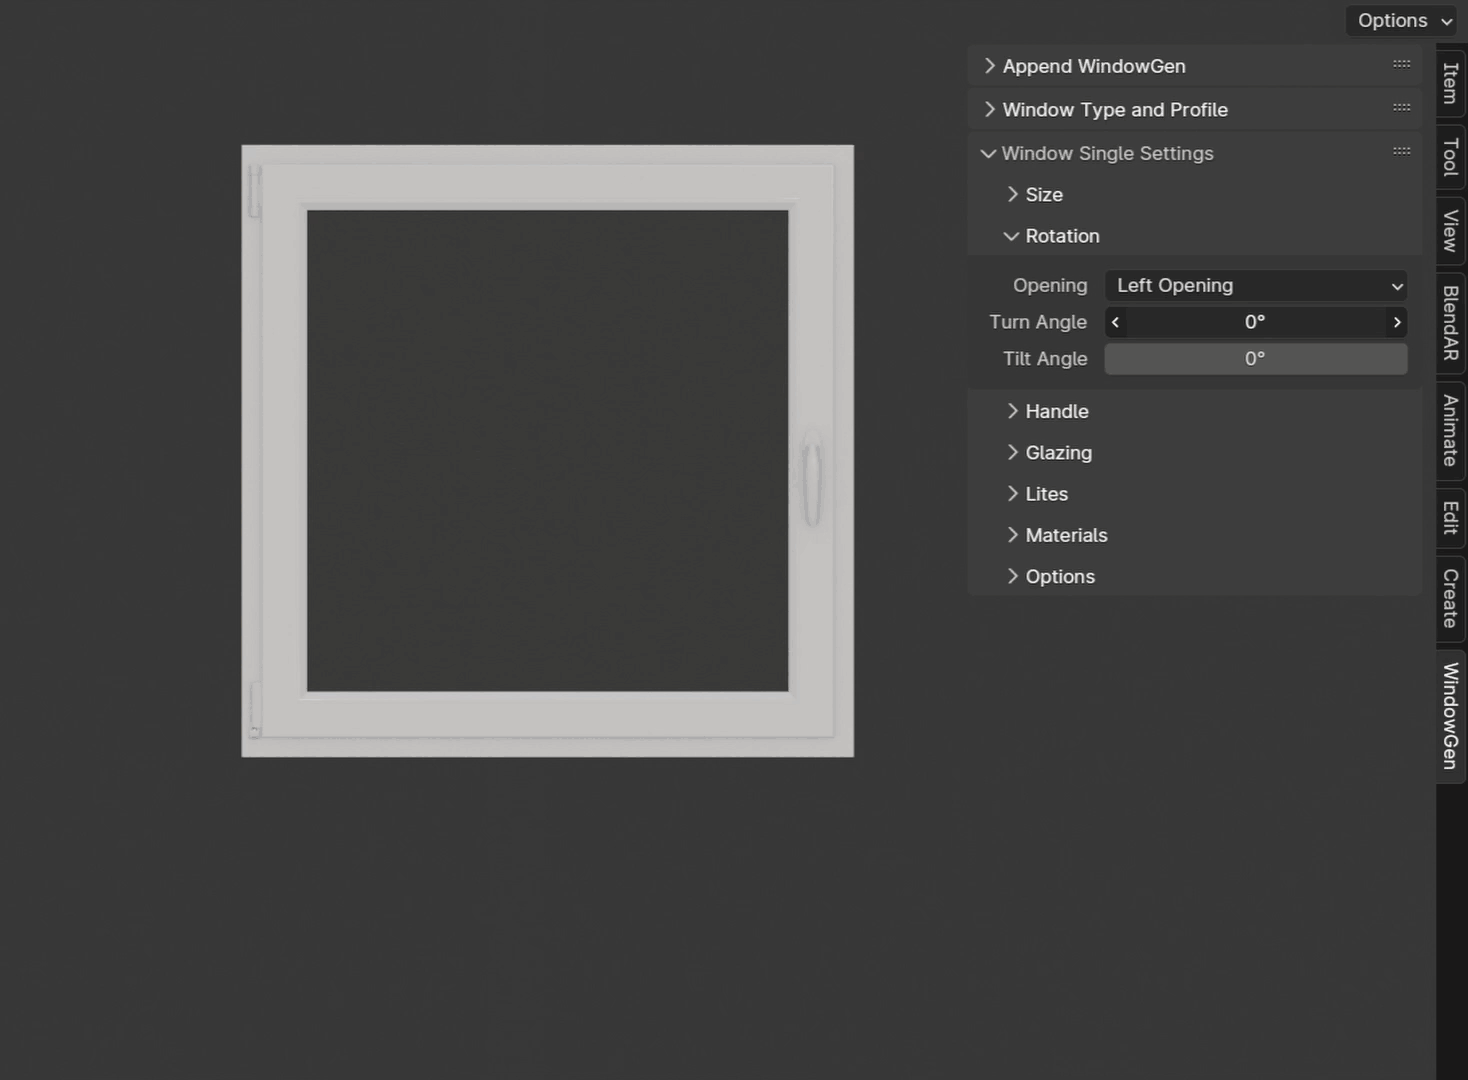 Options
Append WindowGen
Window Type and Profile
Window Single Settings
Size
Rotation
Opening Left Opening
Turn Angle 0°
Tilt Angle 0°
Handle
Glazing
Lites
Materials
Options
Item
Tool
View
BlendAR
Animate
Edit
Create
WindowGen